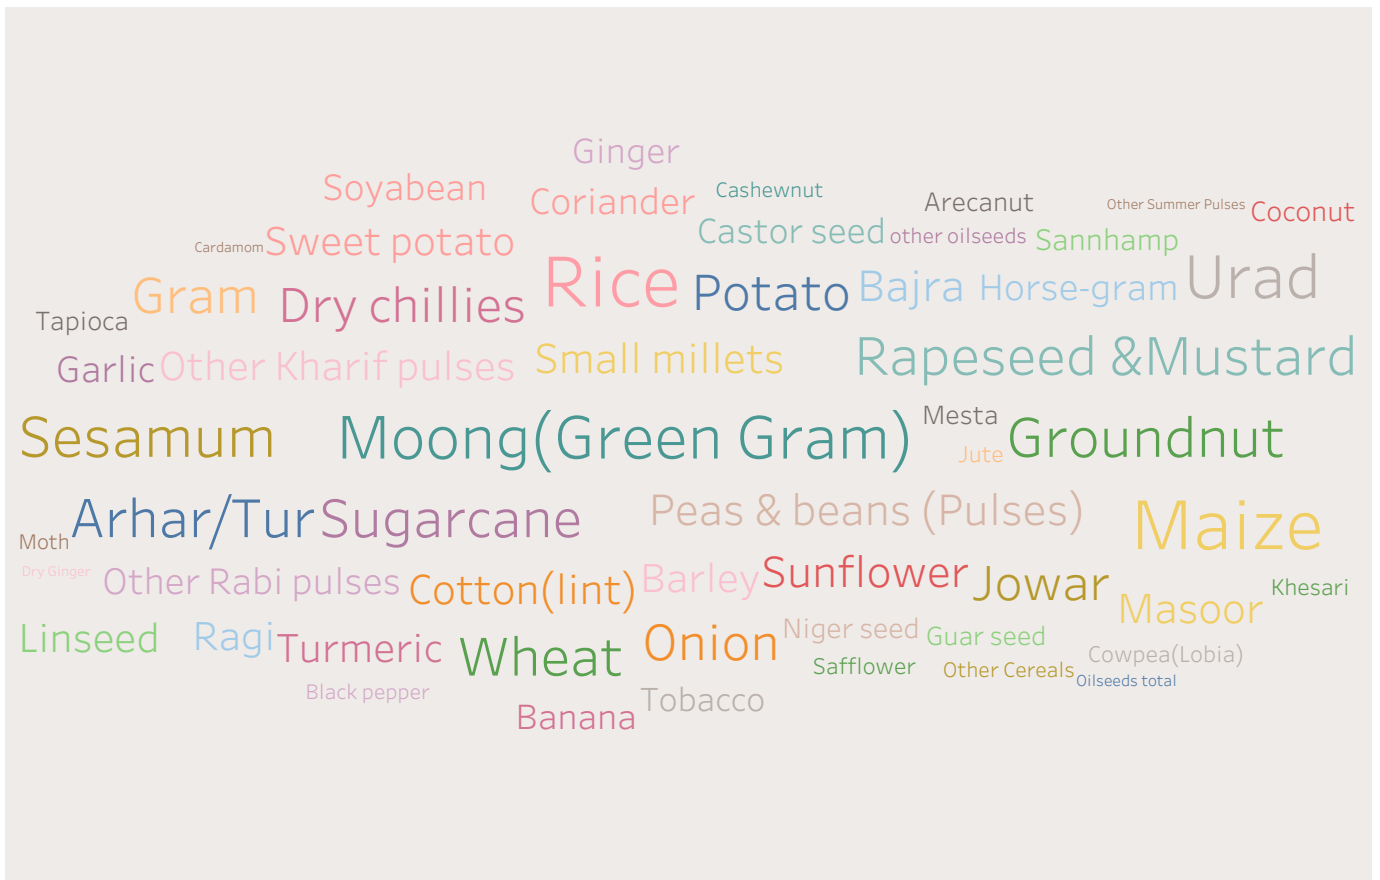 Ginger
Soyabean
Coriander
Cashewnut
Arecanut
Other Summer Pulses
Coconut
Cardamom
Sweet potato
Castor seed
other oilseeds
Sannhamp
Gram
Dry chillies
Rice
Potato
Bajra
Horse-gram
Urad
Tapioca
Garlic
Other Kharif pulses
Small millets
Rapeseed &Mustard
Sesamum
Moong(Green Gram)
Mesta
Jute
Groundnut
Moth
Arhar/Tur
Sugarcane
Peas & beans (Pulses)
Maize
Dry Ginger
Other Rabi pulses
Cotton(lint)
Barley
Sunflower
Jowar
Masoor
Khesari
Linseed
Ragi
Turmeric
Wheat
Onion
Niger seed
Guar seed
Cowpea(Lobia)
Safflower
Other Cereals
Oilseeds total
Black pepper
Banana
Tobacco